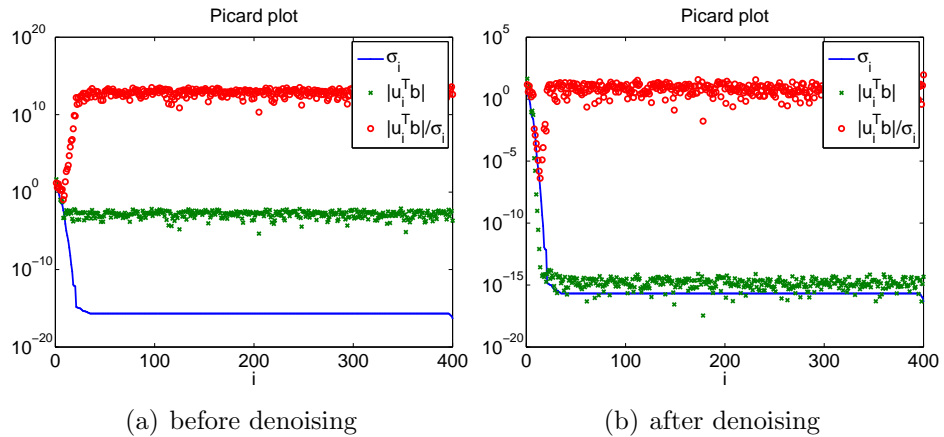 Picard plot
10^20
10^10
10^0
10^−10
10^−20
0 100 200 300 400
i
σ_i
|u_i^T b|
|u_i^T b|/σ_i
(a) before denoising
Picard plot
10^5
10^0
10^−5
10^−10
10^−15
10^−20
0 100 200 300 400
i
σ_i
|u_i^T b|
|u_i^T b|/σ_i
(b) after denoising